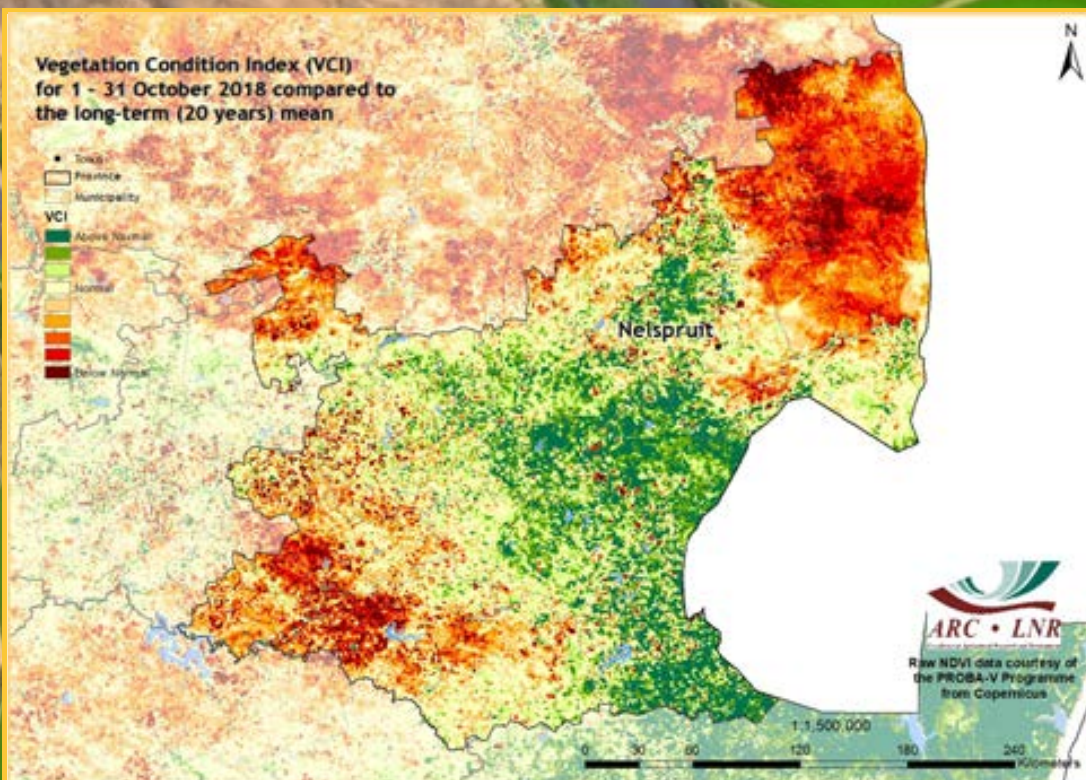 Vegetation Condition Index (VCI)
for 1 - 31 October 2018 compared to
the long-term (20 years) mean
Town
Province
Municipality
VCI
Above Normal
Normal
Below Normal
N
Nelspruit
ARC • LNR
Raw NDVI data courtesy of
the PROBA-V Programme
from Copernicus
1:1,500,000
0 30 60 120 180 240
Kilometers